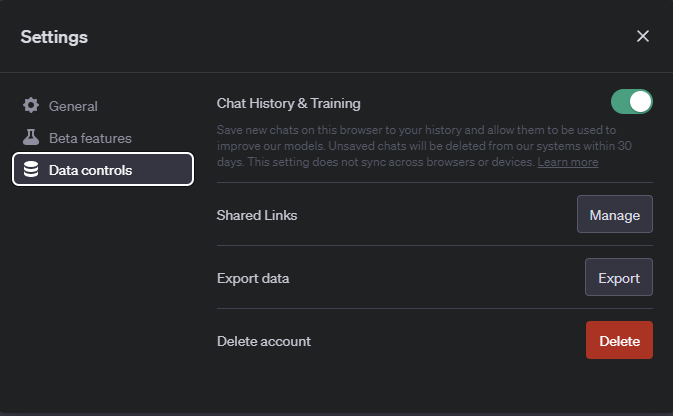 Settings
General
Beta features
Data controls
Chat History & Training
Save new chats on this browser to your history and allow them to be used to
improve our models. Unsaved chats will be deleted from our systems within 30
days. This setting does not sync across browsers or devices. Learn more
Shared Links
Manage
Export data
Export
Delete account
Delete